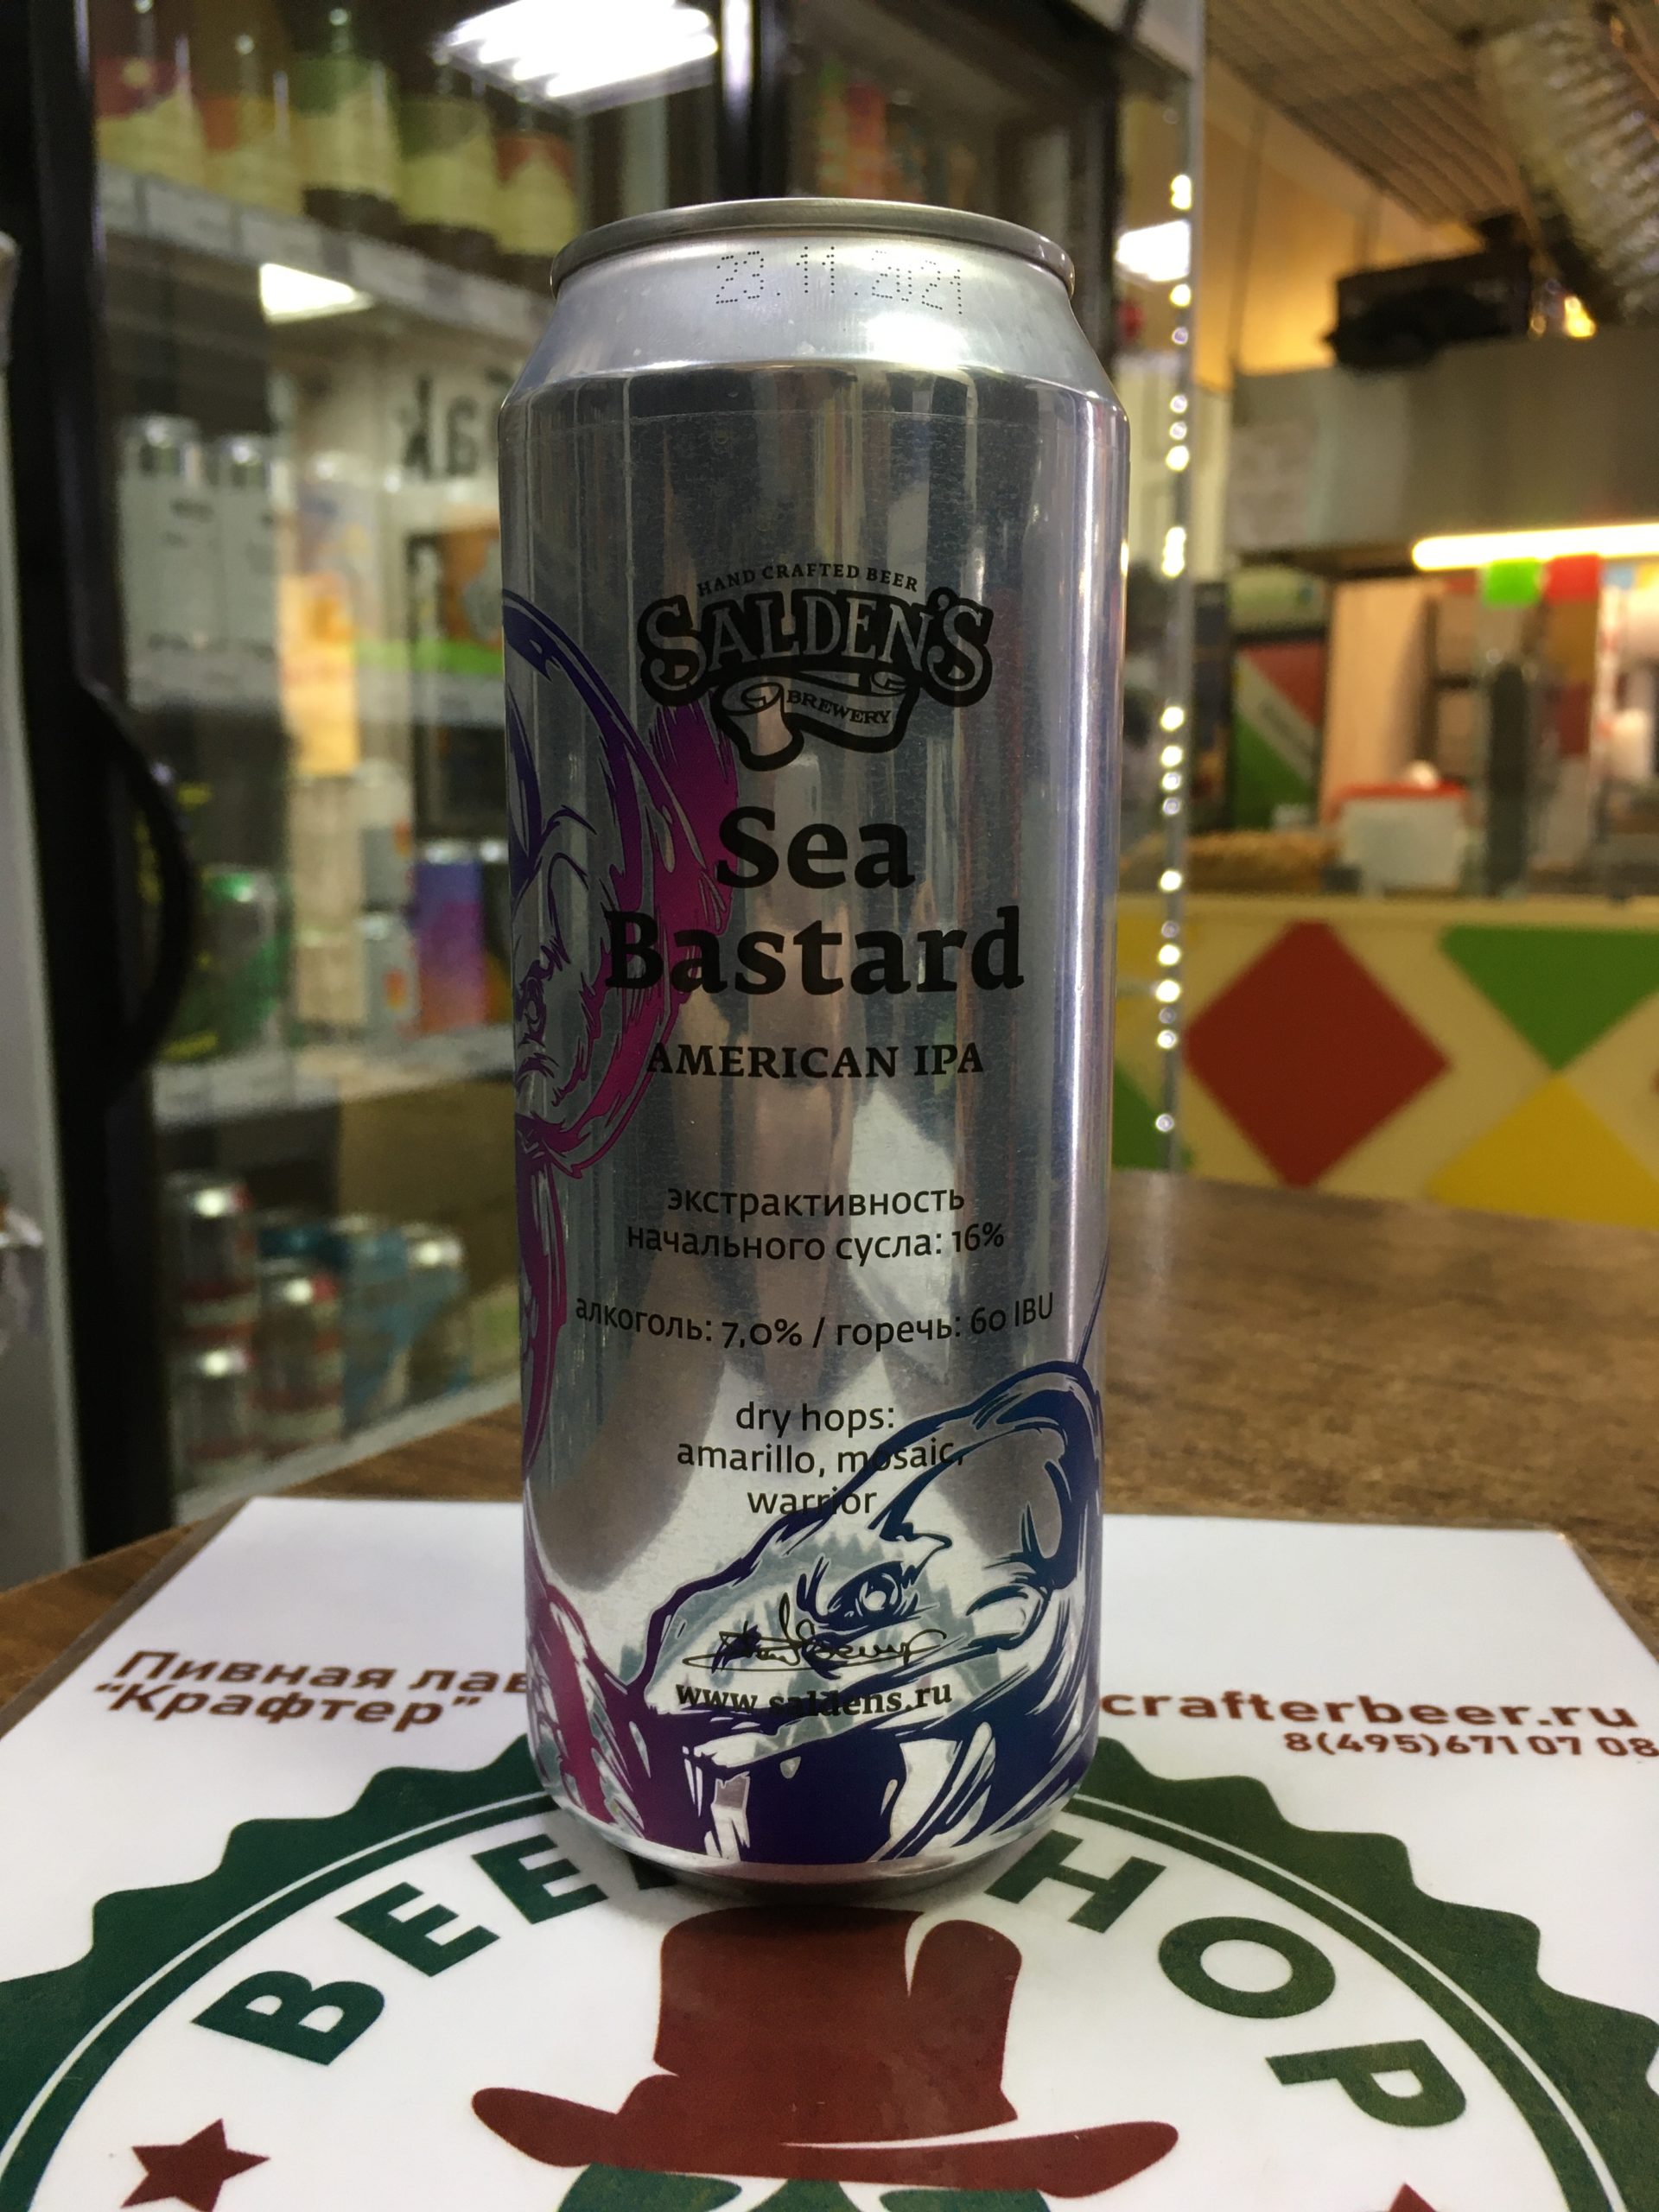 23.11.2021
HAND CRAFTED BEER
SALDEN'S
BREWERY
Sea
Bastard
AMERICAN IPA
экстрактивность
начального сусла: 16%
алкоголь: 7,0% / горечь: 60 IBU
dry hops:
amarillo, mosaic,
warrior
www.saldens.ru
Пивная лав
"Крафтер"
crafterbeer.ru
8(495)671 07 08
BEER HOP